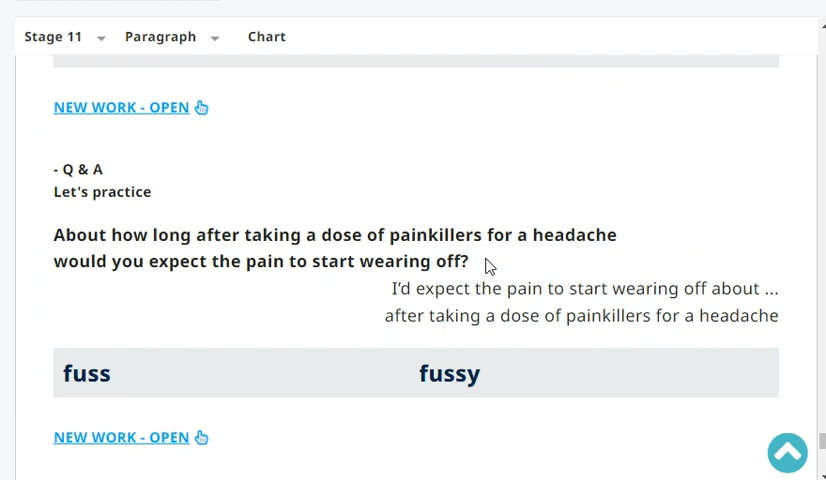 Stage 11 Paragraph Chart
NEW WORK - OPEN
- Q & A
Let's practice
About how long after taking a dose of painkillers for a headache
would you expect the pain to start wearing off?
I'd expect the pain to start wearing off about ...
after taking a dose of painkillers for a headache
fuss fussy
NEW WORK - OPEN